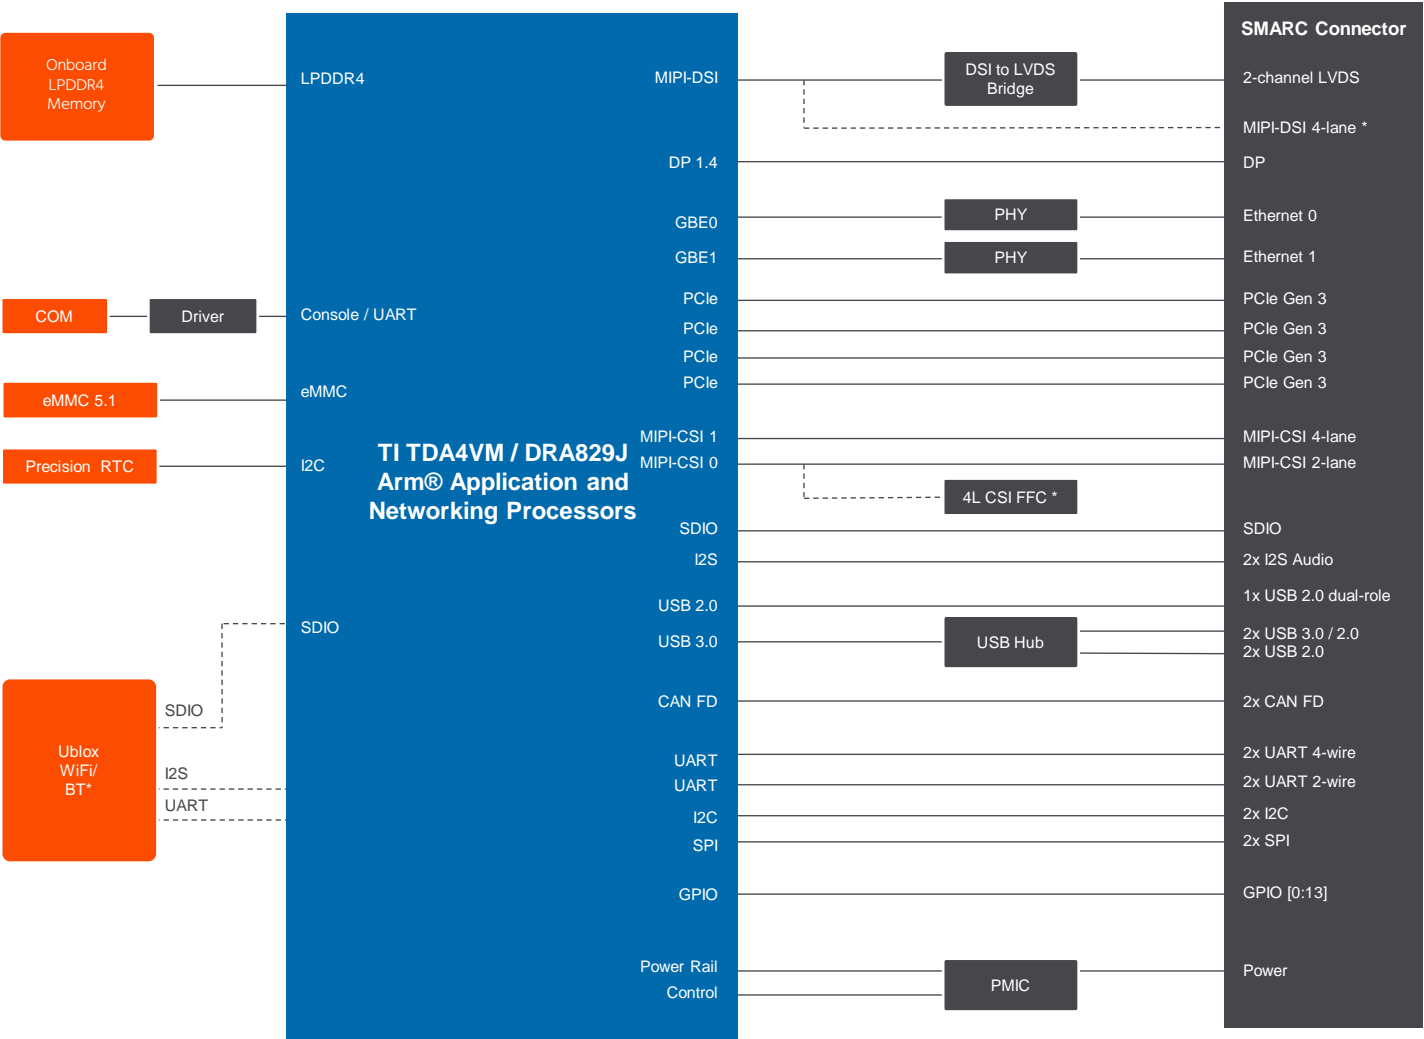 Onboard
LPDDR4
Memory
COM
Driver
eMMC 5.1
Precision RTC
Ublox
WiFi/
BT*
SDIO
I2S
UART
LPDDR4
Console / UART
eMMC
I2C
SDIO
TI TDA4VM / DRA829J
Arm® Application and
Networking Processors
MIPI-DSI
DP 1.4
GBE0
GBE1
PCIe
PCIe
PCIe
PCIe
MIPI-CSI 1
MIPI-CSI 0
SDIO
I2S
USB 2.0
USB 3.0
CAN FD
UART
UART
I2C
SPI
GPIO
Power Rail
Control
DSI to LVDS
Bridge
PHY
PHY
4L CSI FFC *
USB Hub
PMIC
SMARC Connector
2-channel LVDS
MIPI-DSI 4-lane *
DP
Ethernet 0
Ethernet 1
PCIe Gen 3
PCIe Gen 3
PCIe Gen 3
PCIe Gen 3
MIPI-CSI 4-lane
MIPI-CSI 2-lane
SDIO
2x I2S Audio
1x USB 2.0 dual-role
2x USB 3.0 / 2.0
2x USB 2.0
2x CAN FD
2x UART 4-wire
2x UART 2-wire
2x I2C
2x SPI
GPIO [0:13]
Power